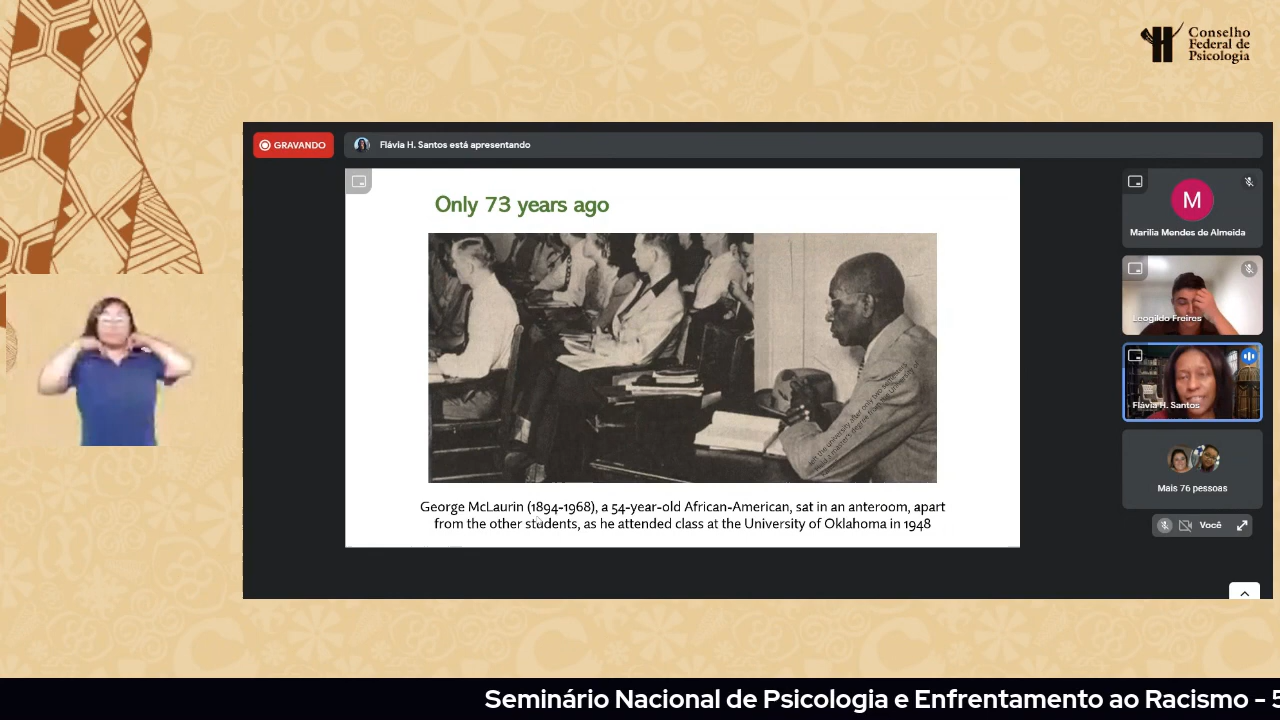 Conselho
Federal de
Psicologia
GRAVANDO
Flávia H. Santos está apresentando
Only 73 years ago
George McLaurin (1894-1968), a 54-year-old African-American, sat in an anteroom, apart
from the other students, as he attended class at the University of Oklahoma in 1948
M
Marilia Mendes de Almeida
Leogildo Freires
Flávia H. Santos
Mais 76 pessoas
Você
Seminário Nacional de Psicologia e Enfrentamento ao Racismo - 5